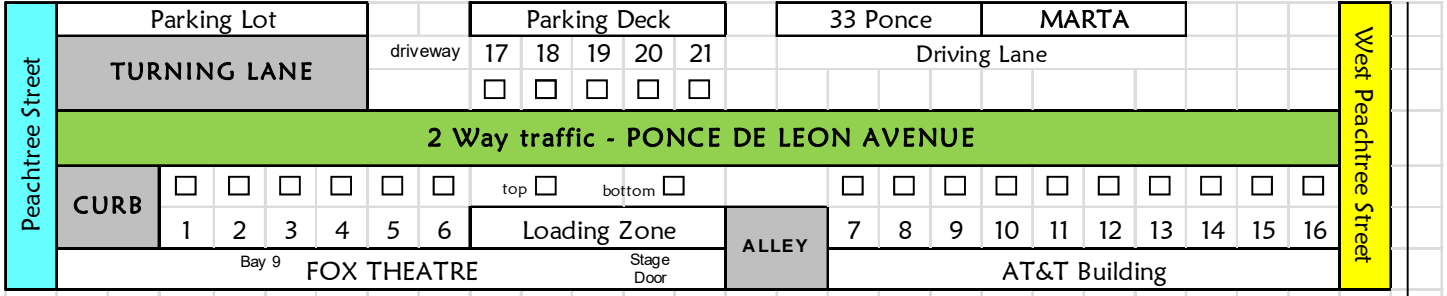 Parking Lot Parking Deck 33 Ponce MARTA
Peachtree Street
West Peachtree Street
TURNING LANE
driveway 17 18 19 20 21 Driving Lane
2 Way traffic - PONCE DE LEON AVENUE
CURB
top bottom
1 2 3 4 5 6 Loading Zone 7 8 9 10 11 12 13 14 15 16
ALLEY
Bay 9 FOX THEATRE Stage Door AT&T Building